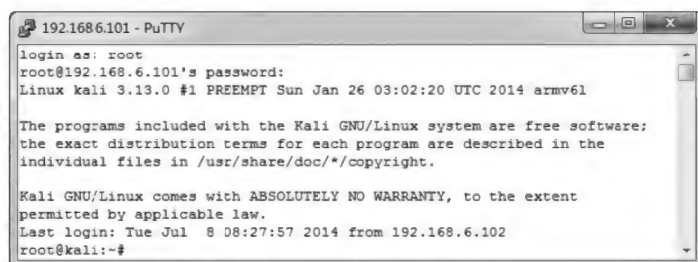 192.168.6.101 - PuTTY
login as: root
root@192.168.6.101's password:
Linux kali 3.13.0 #1 PREEMPT Sun Jan 26 03:02:20 UTC 2014 armv6l

The programs included with the Kali GNU/Linux system are free software;
the exact distribution terms for each program are described in the
individual files in /usr/share/doc/*/copyright.

Kali GNU/Linux comes with ABSOLUTELY NO WARRANTY, to the extent
permitted by applicable law.
Last login: Tue Jul  8 08:27:57 2014 from 192.168.6.102
root@kali:~#